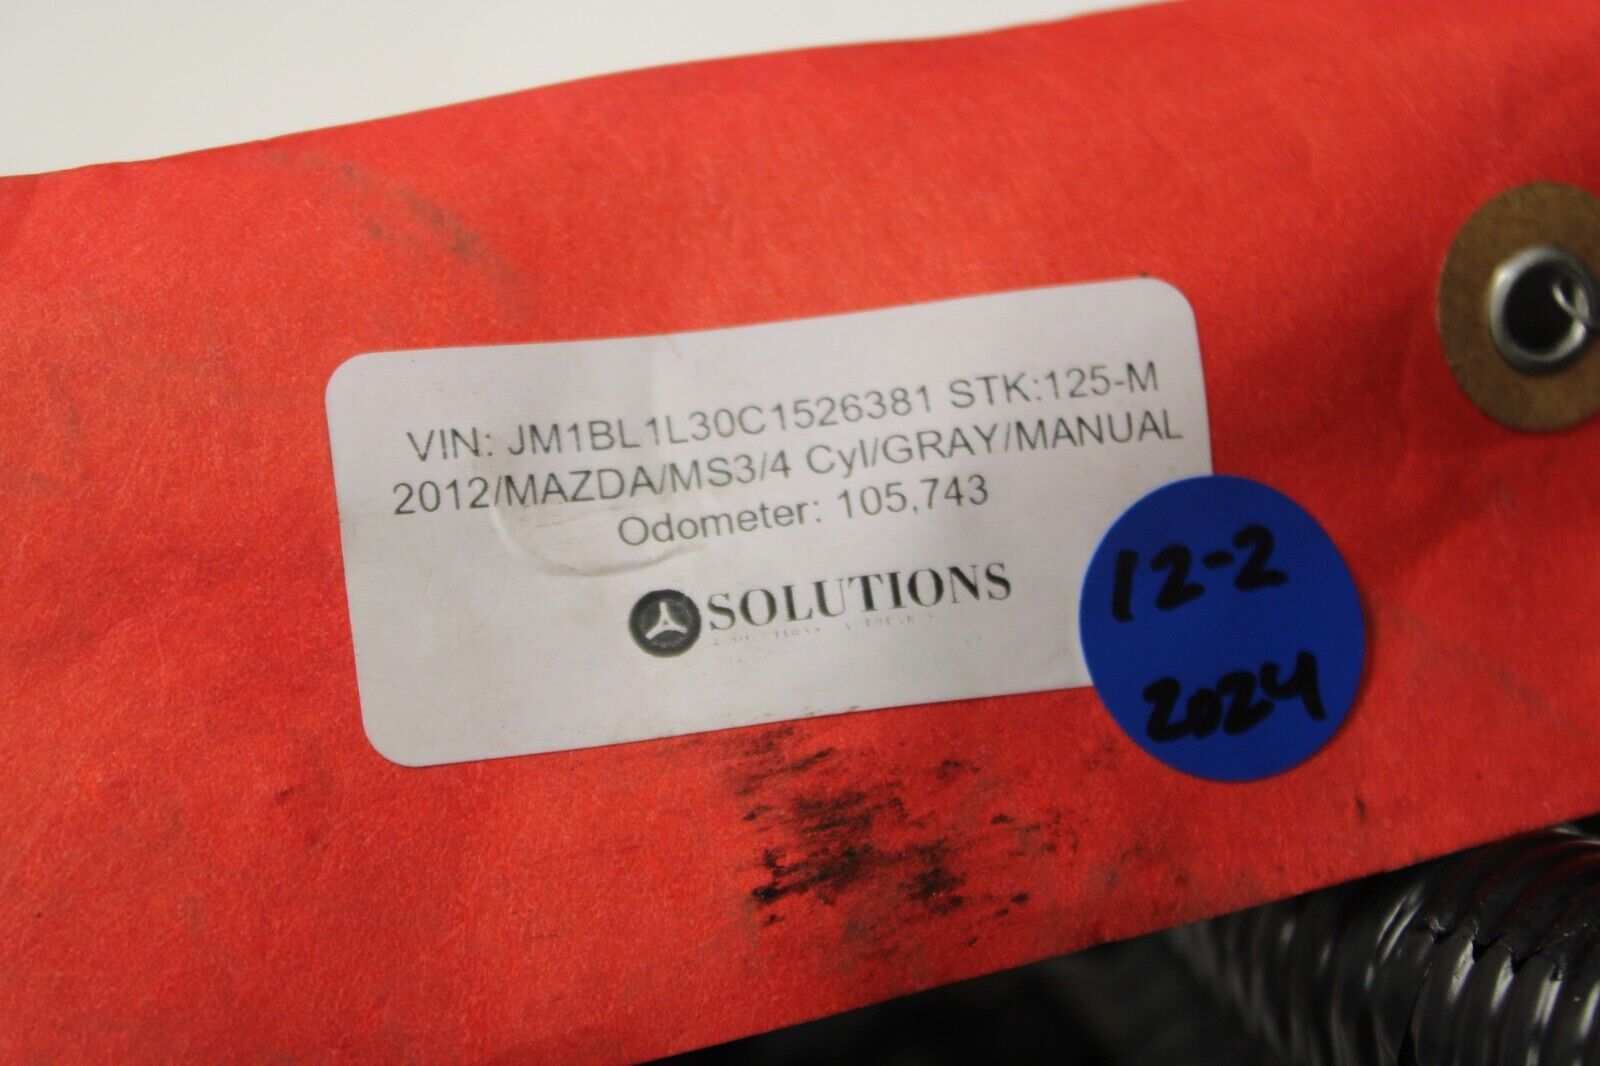 VIN: JM1BL1L30C1526381 STK:125-M
2012/MAZDA/MS3/4 Cyl/GRAY/MANUAL
Odometer: 105,743
SOLUTIONS
12-2
2024